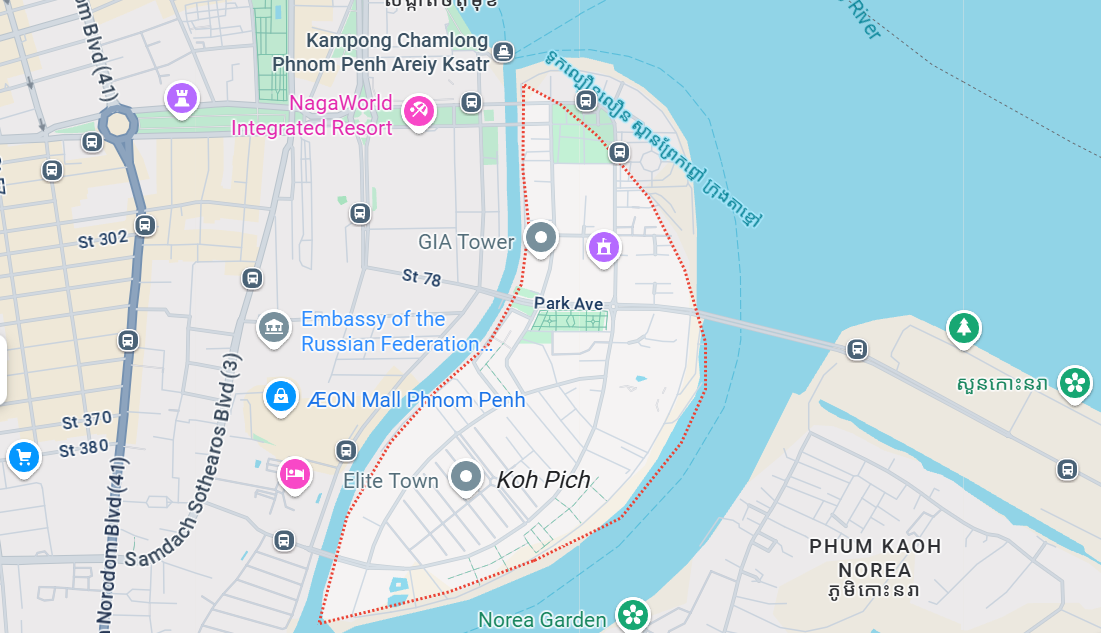 Kampong Chamlong
Phnom Penh Areiy Ksatr
NagaWorld
Integrated Resort
River
St 302
GIA Tower
St 78
Park Ave
Embassy of the
Russian Federation...
ÆON Mall Phnom Penh
សួនកោះនរា
St 370
St 380
Elite Town
Koh Pich
Samdach Sothearos Blvd (3)
Norodom Blvd (41)
PHUM KAOH
NOREA
ភូមិកោះនរា
Norea Garden